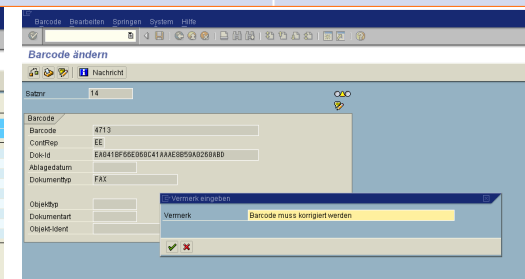 Barcode Bearbeiten Springen System Hilfe
Barcode ändern
Nachricht
Satznr 14
Barcode
Barcode 4713
ContRep EE
Dok-Id
Ablagedatum
Dokumenttyp FAX
Objekttyp
Dokumentart
Objekt-Ident
Vermerk eingeben
Vermerk Barcode muss korrigiert werden